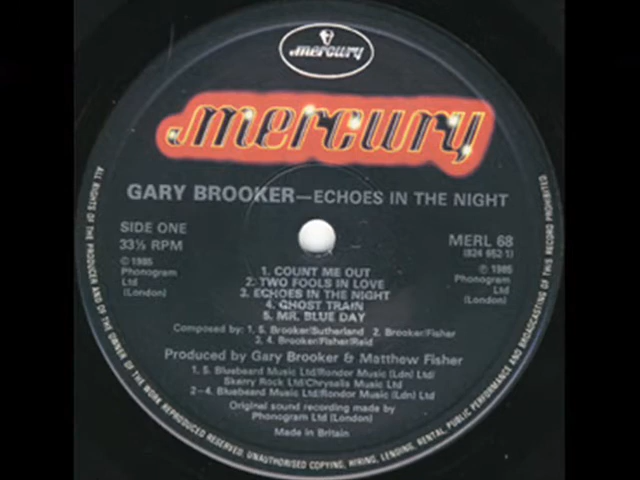 mercury
mercury
GARY BROOKER—ECHOES IN THE NIGHT
SIDE ONE
33⅓ RPM
MERL 68
(824 652 1)
℗ 1985
Phonogram
Ltd
(London)
© 1985
Phonogram
Ltd
(London)
1. COUNT ME OUT
2. TWO FOOLS IN LOVE
3. ECHOES IN THE NIGHT
4. GHOST TRAIN
5. MR. BLUE DAY
Composed by: 1. 5. Brooker/Sutherland 2. Brooker/Fisher
3. 4. Brooker/Fisher/Reid
Produced by Gary Brooker & Matthew Fisher
1. 5. Bluebeard Music Ltd/Rondor Music (Ldn) Ltd/
Skerry Rock Ltd/Chrysalis Music Ltd
2–4. Bluebeard Music Ltd/Rondor Music (Ldn) Ltd
Original sound recording made by
Phonogram Ltd (London)
Made in Britain
ALL RIGHTS OF THE PRODUCER AND OF THE OWNER OF THE WORK REPRODUCED RESERVED. UNAUTHORISED COPYING, HIRING, LENDING, RENTAL, PUBLIC PERFORMANCE AND BROADCASTING OF THIS RECORD PROHIBITED.